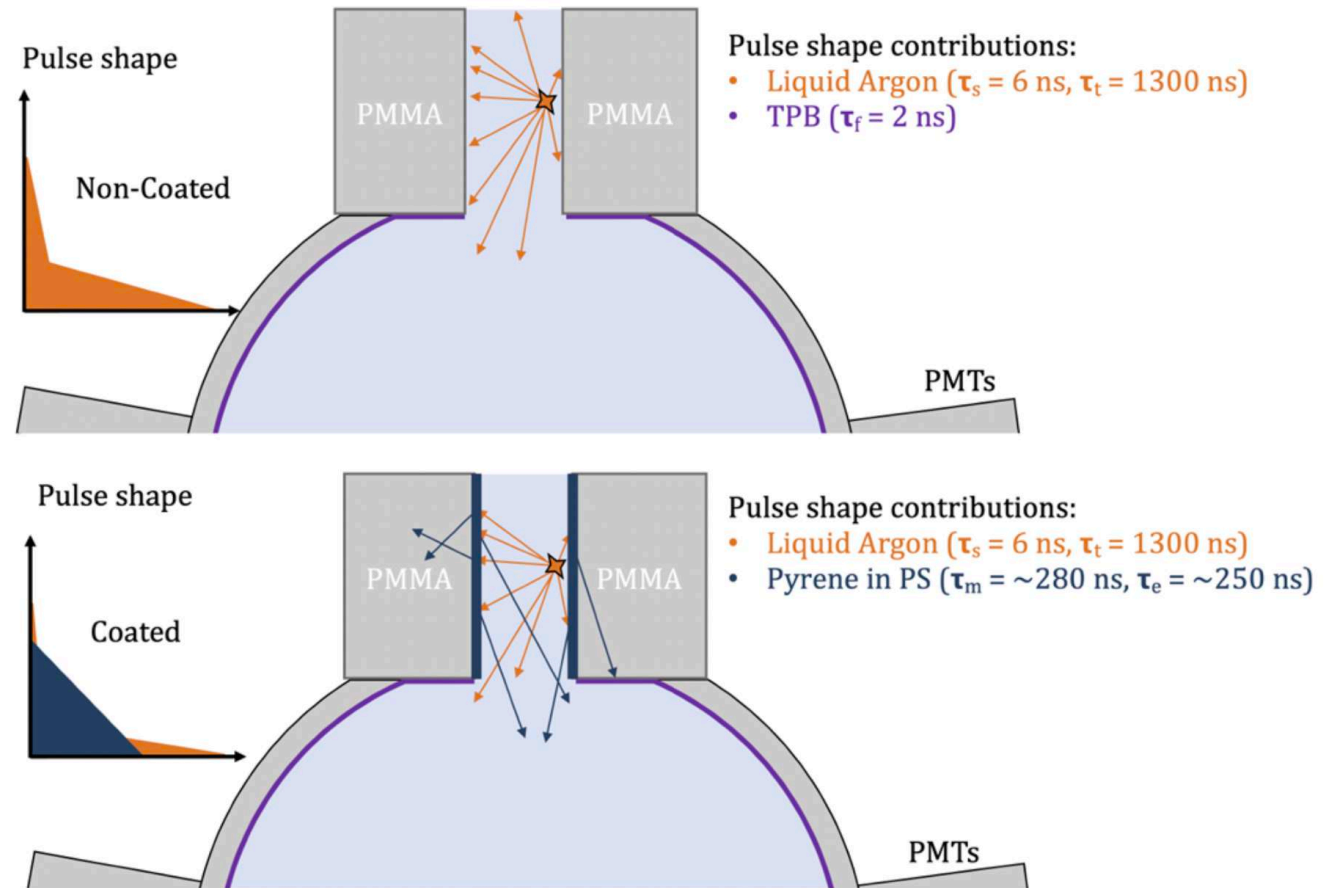 Pulse shape
Non-Coated
PMMA
PMMA
Pulse shape contributions:
• Liquid Argon (τs = 6 ns, τt = 1300 ns)
• TPB (τf = 2 ns)
PMTs
Pulse shape
Coated
PMMA
PMMA
Pulse shape contributions:
• Liquid Argon (τs = 6 ns, τt = 1300 ns)
• Pyrene in PS (τm = ~280 ns, τe = ~250 ns)
PMTs